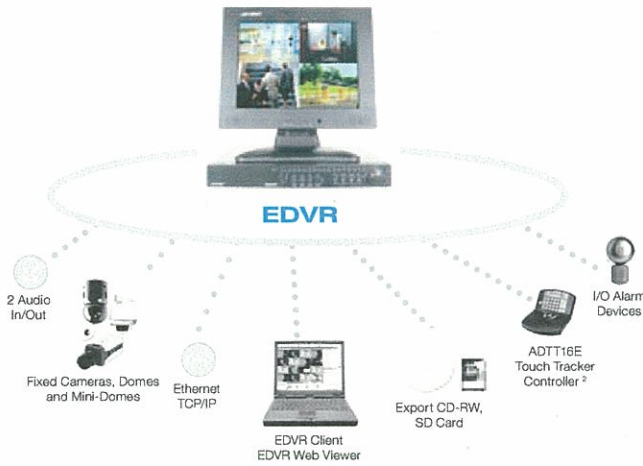 EDVR
2 Audio
In/Out
Fixed Cameras, Domes
and Mini-Domes
Ethernet
TCP/IP
EDVR Client
EDVR Web Viewer
Export CD-RW,
SD Card
ADTT16E
Touch Tracker
Controller ²
I/O Alarm
Devices